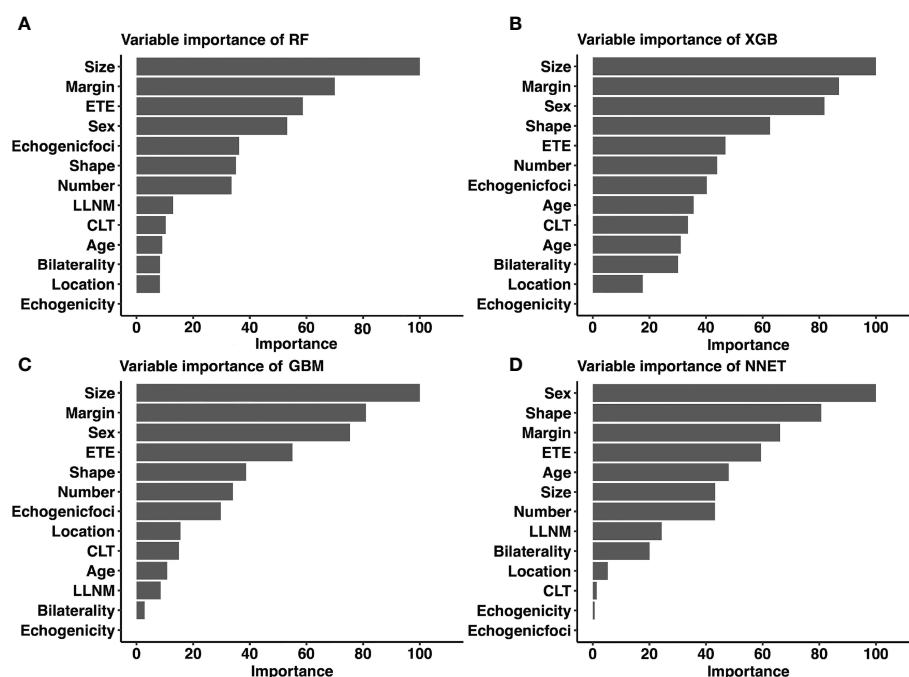 A
Variable importance of RF
Size
Margin
ETE
Sex
Echogenicfoci
Shape
Number
LLNM
CLT
Age
Bilaterality
Location
Echogenicity
0 20 40 60 80 100
Importance
B
Variable importance of XGB
Size
Margin
Sex
Shape
ETE
Number
Echogenicfoci
Age
CLT
Age
Bilaterality
Location
Echogenicity
0 20 40 60 80 100
Importance
C
Variable importance of GBM
Size
Margin
Sex
ETE
Shape
Number
Echogenicfoci
Location
CLT
Age
LLNM
Bilaterality
Echogenicity
0 20 40 60 80 100
Importance
D
Variable importance of NNET
Sex
Shape
Margin
ETE
Age
Size
Number
LLNM
Bilaterality
Location
CLT
Echogenicity
Echogenicfoci
0 20 40 60 80 100
Importance